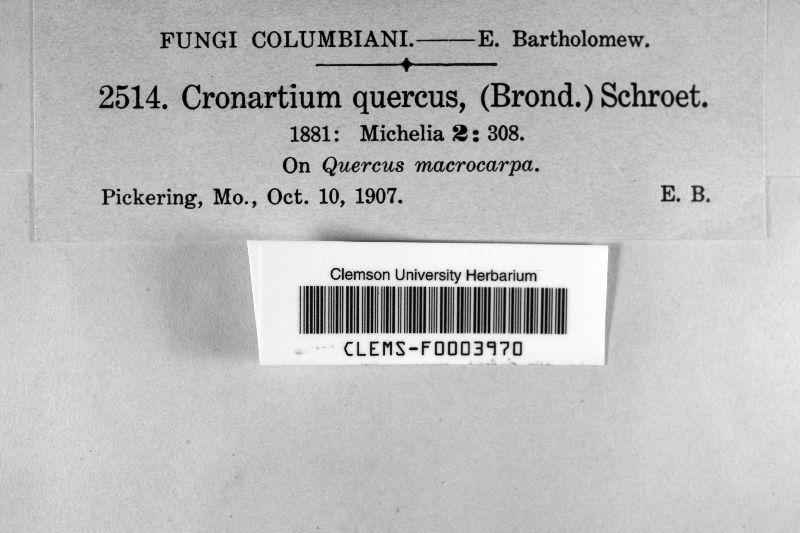 FUNGI COLUMBIANI.——E. Bartholomew.
2514. Cronartium quercus, (Brond.) Schroet.
1881: Michelia 2: 308.
On Quercus macrocarpa.
Pickering, Mo., Oct. 10, 1907. E. B.
Clemson University Herbarium
CLEMS-F0003970